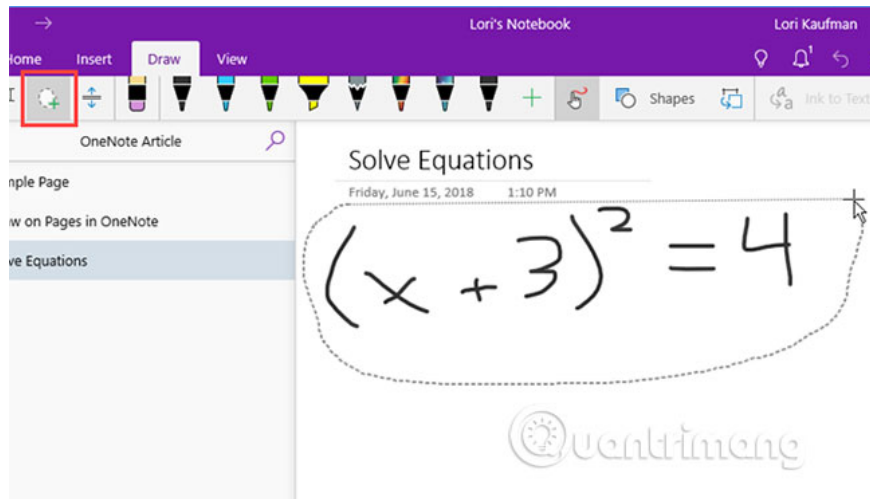 Lori's Notebook
Lori Kaufman
Home Insert Draw View
1
Shapes
Ink to Text
OneNote Article
mple Page
w on Pages in OneNote
ve Equations
Solve Equations
Friday, June 15, 2018 1:10 PM
(x + 3)² = 4
Quantrimang